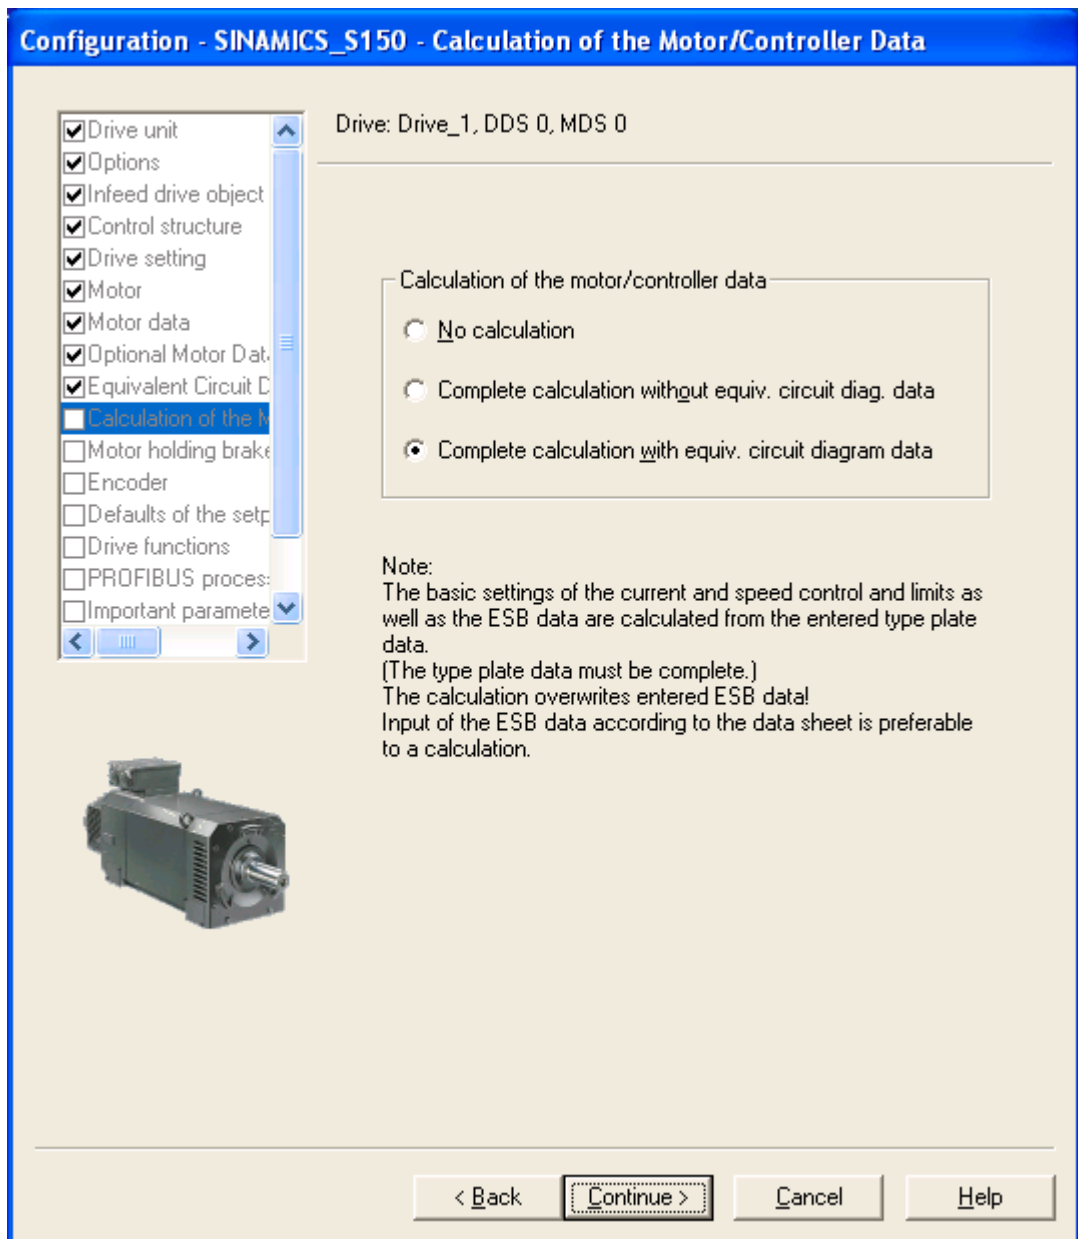 Configuration - SINAMICS_S150 - Calculation of the Motor/Controller Data
Drive unit
Options
Infeed drive object
Control structure
Drive setting
Motor
Motor data
Optional Motor Dat
Equivalent Circuit D
Calculation of the M
Motor holding brake
Encoder
Defaults of the setp
Drive functions
PROFIBUS process
Important paramete
Drive: Drive_1, DDS 0, MDS 0
Calculation of the motor/controller data
No calculation
Complete calculation without equiv. circuit diag. data
Complete calculation with equiv. circuit diagram data
Note:
The basic settings of the current and speed control and limits as
well as the ESB data are calculated from the entered type plate
data.
(The type plate data must be complete.)
The calculation overwrites entered ESB data!
Input of the ESB data according to the data sheet is preferable
to a calculation.
< Back
Continue >
Cancel
Help